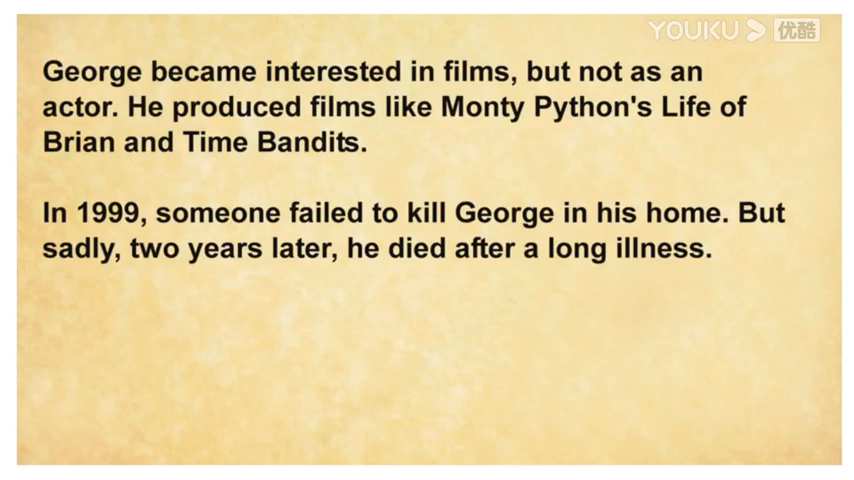 YOUKU 优酷
George became interested in films, but not as an
actor. He produced films like Monty Python's Life of
Brian and Time Bandits.
In 1999, someone failed to kill George in his home. But
sadly, two years later, he died after a long illness.